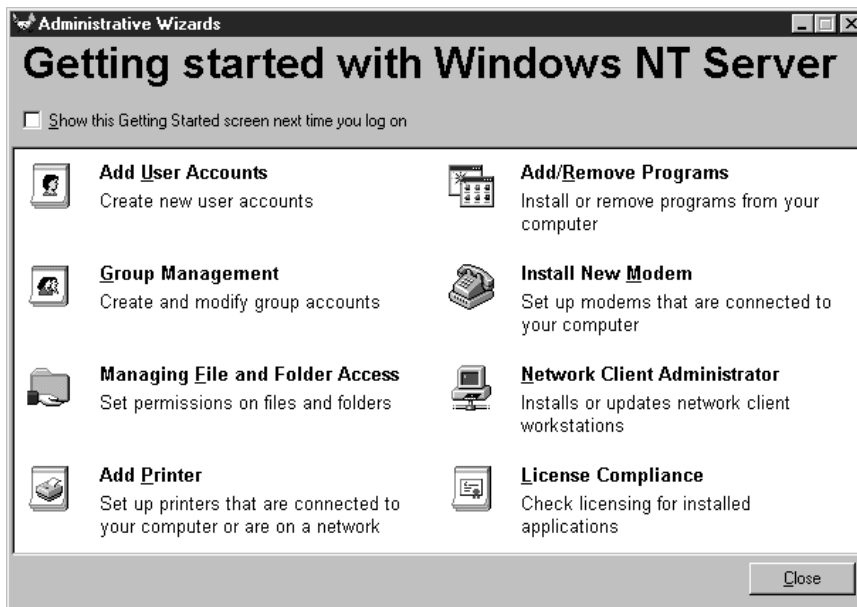 Administrative Wizards
Getting started with Windows NT Server
Show this Getting Started screen next time you log on
Add User Accounts
Create new user accounts
Group Management
Create and modify group accounts
Managing File and Folder Access
Set permissions on files and folders
Add Printer
Set up printers that are connected to
your computer or are on a network
Add/Remove Programs
Install or remove programs from your
computer
Install New Modem
Set up modems that are connected to
your computer
Network Client Administrator
Installs or updates network client
workstations
License Compliance
Check licensing for installed
applications
Close